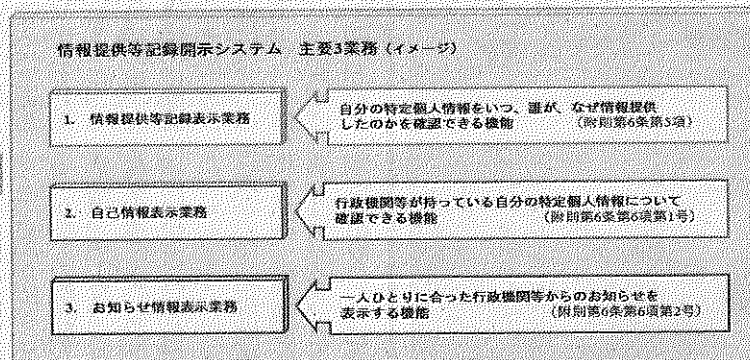 情報提供等記録開示システム 主要3業務（イメージ）
1. 情報提供等記録表示業務
自分の特定個人情報をいつ、誰が、なぜ情報提供
したのかを確認できる機能 （附則第6条第5項）
2. 自己情報表示業務
行政機関等が持っている自分の特定個人情報について
確認できる機能 （附則第6条第6項第1号）
3. お知らせ情報表示業務
一人ひとりに合った行政機関等からのお知らせを
表示する機能 （附則第6条第6項第2号）